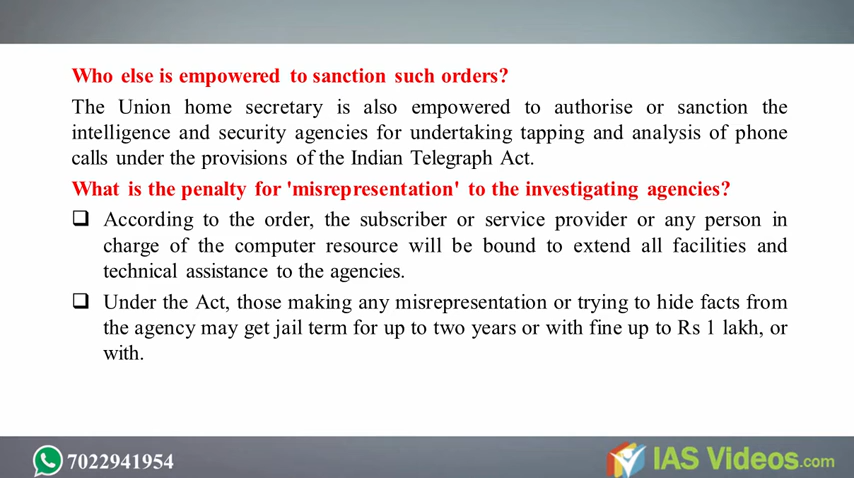 Who else is empowered to sanction such orders?
The Union home secretary is also empowered to authorise or sanction the
intelligence and security agencies for undertaking tapping and analysis of phone
calls under the provisions of the Indian Telegraph Act.
What is the penalty for 'misrepresentation' to the investigating agencies?
❑ According to the order, the subscriber or service provider or any person in
charge of the computer resource will be bound to extend all facilities and
technical assistance to the agencies.
❑ Under the Act, those making any misrepresentation or trying to hide facts from
the agency may get jail term for up to two years or with fine up to Rs 1 lakh, or
with.
7022941954
IAS Videos.com